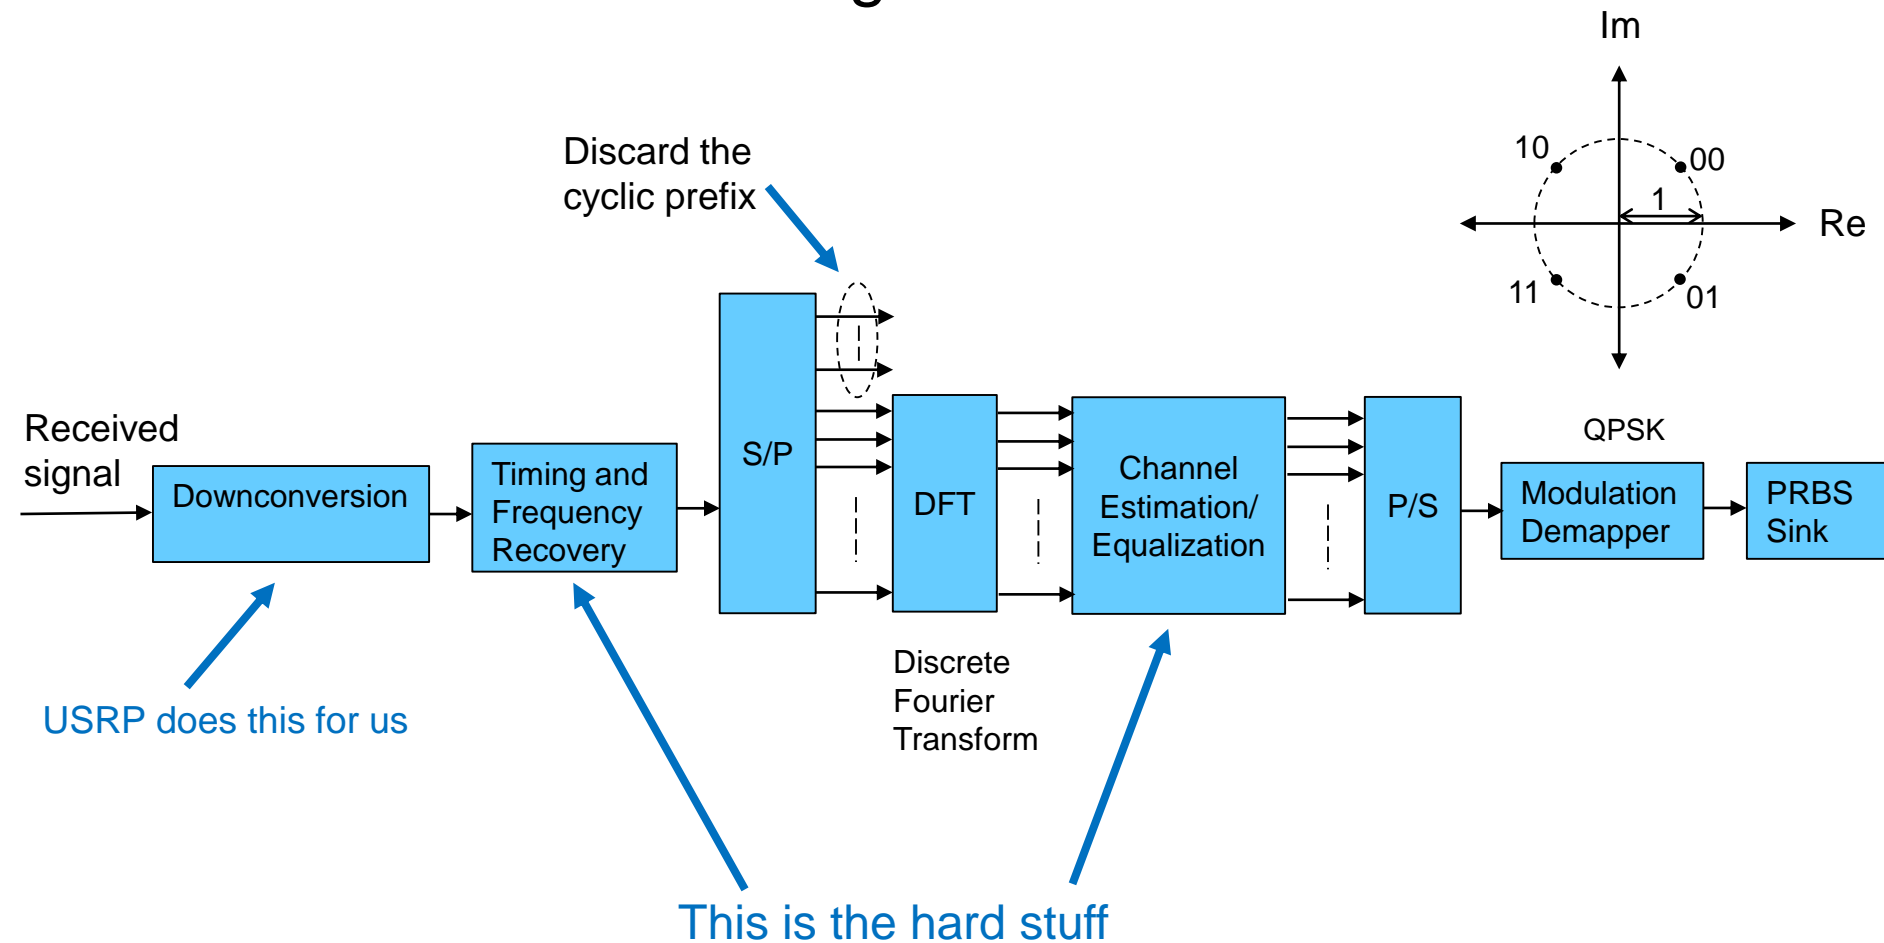 Im
10
00
1
Re
11
01
QPSK
Discard the
cyclic prefix
Received
signal
Downconversion
Timing and
Frequency
Recovery
S/P
DFT
Channel
Estimation/
Equalization
P/S
Modulation
Demapper
PRBS
Sink
Discrete
Fourier
Transform
USRP does this for us
This is the hard stuff